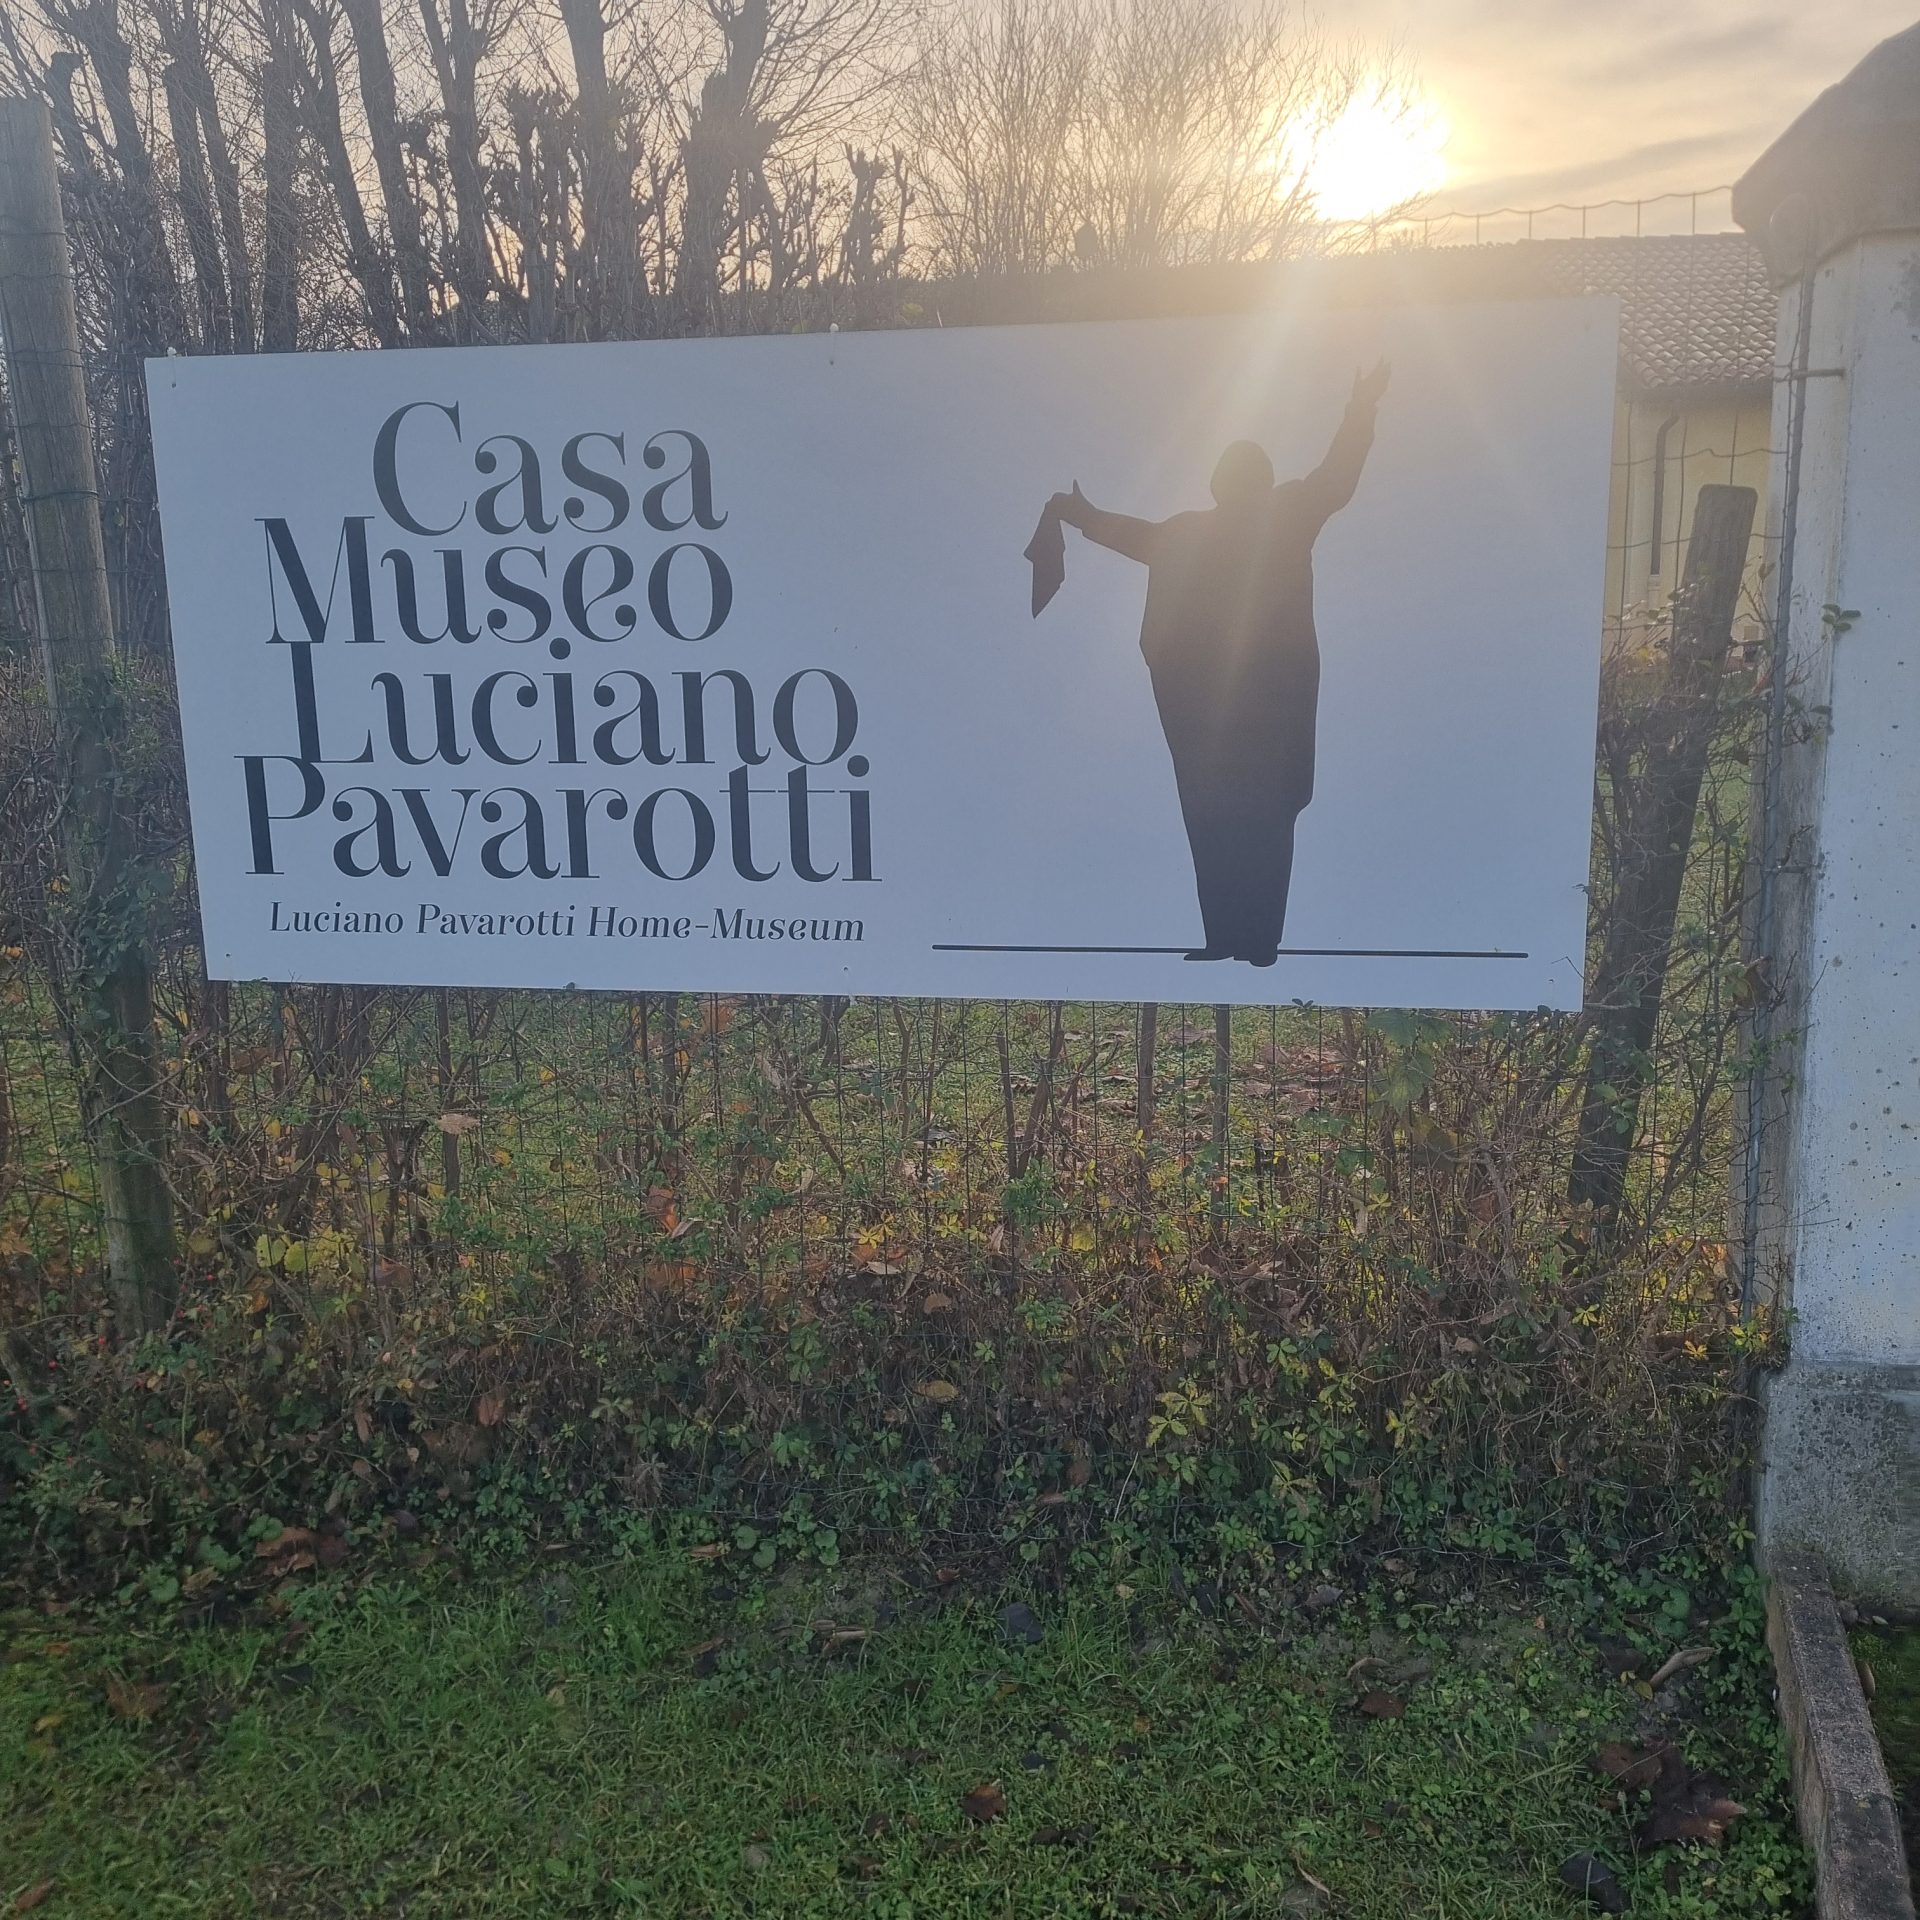 Casa
Museo
Luciano
Pavarotti
Luciano Pavarotti Home-Museum